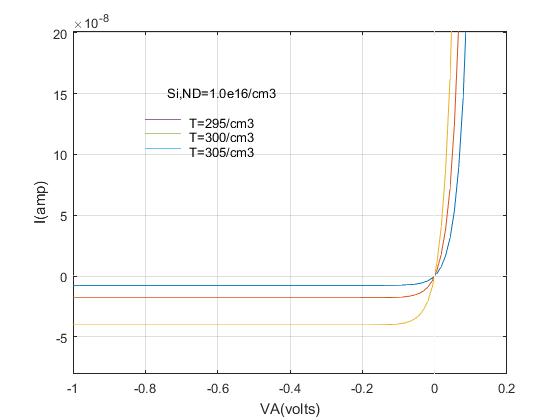 ×10-8
20
15
10
5
0
-5
I(amp)
Si,ND=1.0e16/cm3
T=295/cm3
T=300/cm3
T=305/cm3
-1 -0.8 -0.6 -0.4 -0.2 0 0.2
VA(volts)